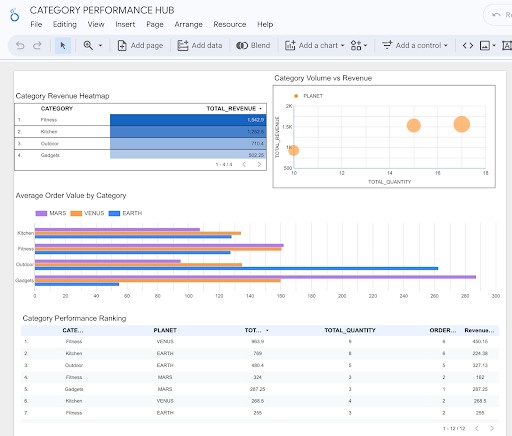 CATEGORY PERFORMANCE HUB
File Editing View Insert Page Arrange Resource Help
Add page Add data Blend Add a chart Add a control
Category Revenue Heatmap
CATEGORY TOTAL_REVENUE
1. Fitness 1,542.9
2. Kitchen
3. Outdoor 710.4
4. Gadgets 502.25
1 - 4 / 4
Category Volume vs Revenue
PLANET
TOTAL_REVENUE
2K
1.5K
1K
500
10 12 14 16 18
TOTAL_QUANTITY
Average Order Value by Category
MARS VENUS EARTH
Kitchen
Fitness
Outdoor
Gadgets
0 20 40 60 80 100 120 140 160 180 200 220 240 260 280 300
Category Performance Ranking
CATE... PLANET TOT... TOTAL_QUANTITY ORDER... Revenue...
1. Fitness VENUS 963.9 9 6 450.15
2. Kitchen EARTH 769 8 6 224.38
3. Outdoor EARTH 480.4 5 5 327.13
4. Fitness MARS 324 3 2 162
5. Gadgets MARS 287.25 3 1 287.25
6. Kitchen VENUS 268.5 4 2 268.5
7. Fitness EARTH 255 3 2 255
1 - 12 / 12